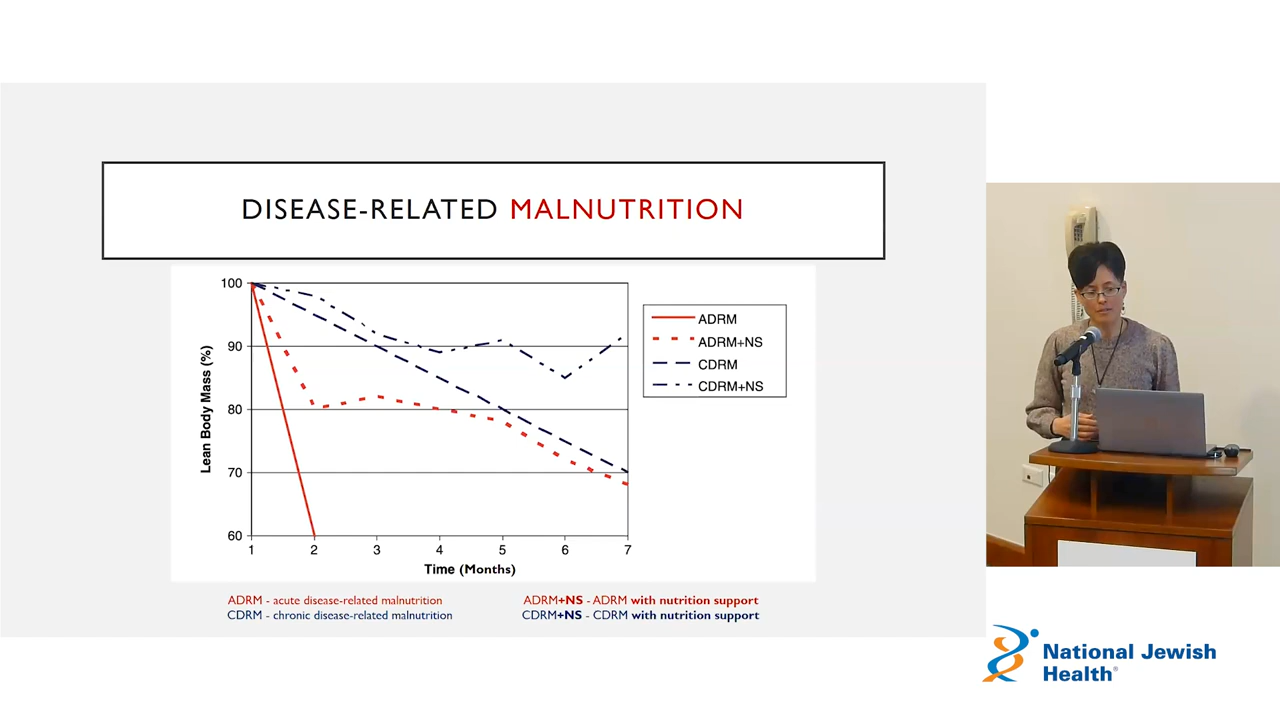 DISEASE-RELATED MALNUTRITION
100
90
80
70
60
Lean Body Mass (%)
1 2 3 4 5 6 7
Time (Months)
ADRM
ADRM+NS
CDRM
CDRM+NS
ADRM - acute disease-related malnutrition
CDRM - chronic disease-related malnutrition
ADRM+NS - ADRM with nutrition support
CDRM+NS - CDRM with nutrition support
National Jewish
Health®